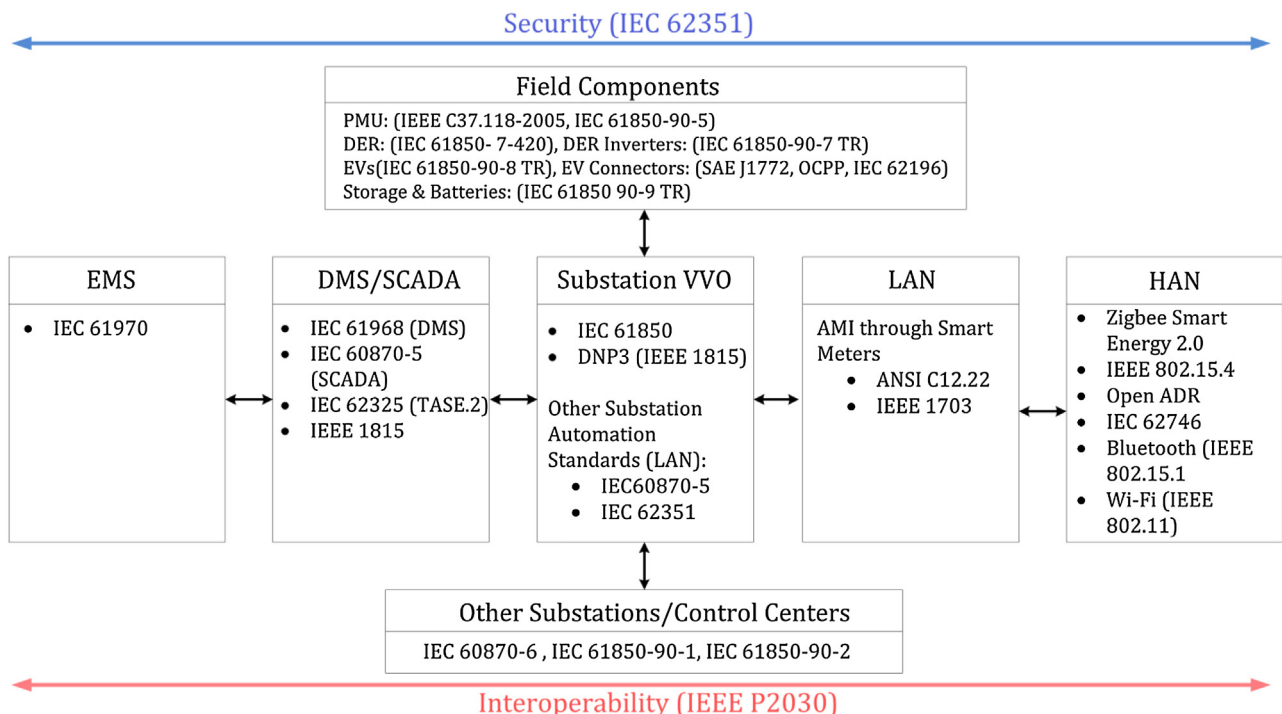 Security (IEC 62351)
Field Components
PMU: (IEEE C37.118-2005, IEC 61850-90-5)
DER: (IEC 61850- 7-420), DER Inverters: (IEC 61850-90-7 TR)
EVs(IEC 61850-90-8 TR), EV Connectors: (SAE J1772, OCPP, IEC 62196)
Storage & Batteries: (IEC 61850 90-9 TR)
EMS
• IEC 61970
DMS/SCADA
• IEC 61968 (DMS)
• IEC 60870-5
(SCADA)
• IEC 62325 (TASE.2)
• IEEE 1815
Substation VVO
• IEC 61850
• DNP3 (IEEE 1815)
Other Substation
Automation
Standards (LAN):
• IEC60870-5
• IEC 62351
LAN
AMI through Smart
Meters
• ANSI C12.22
• IEEE 1703
HAN
• Zigbee Smart
Energy 2.0
• IEEE 802.15.4
• Open ADR
• IEC 62746
• Bluetooth (IEEE
802.15.1
• Wi-Fi (IEEE
802.11)
Other Substations/Control Centers
IEC 60870-6 , IEC 61850-90-1, IEC 61850-90-2
Interoperability (IEEE P2030)